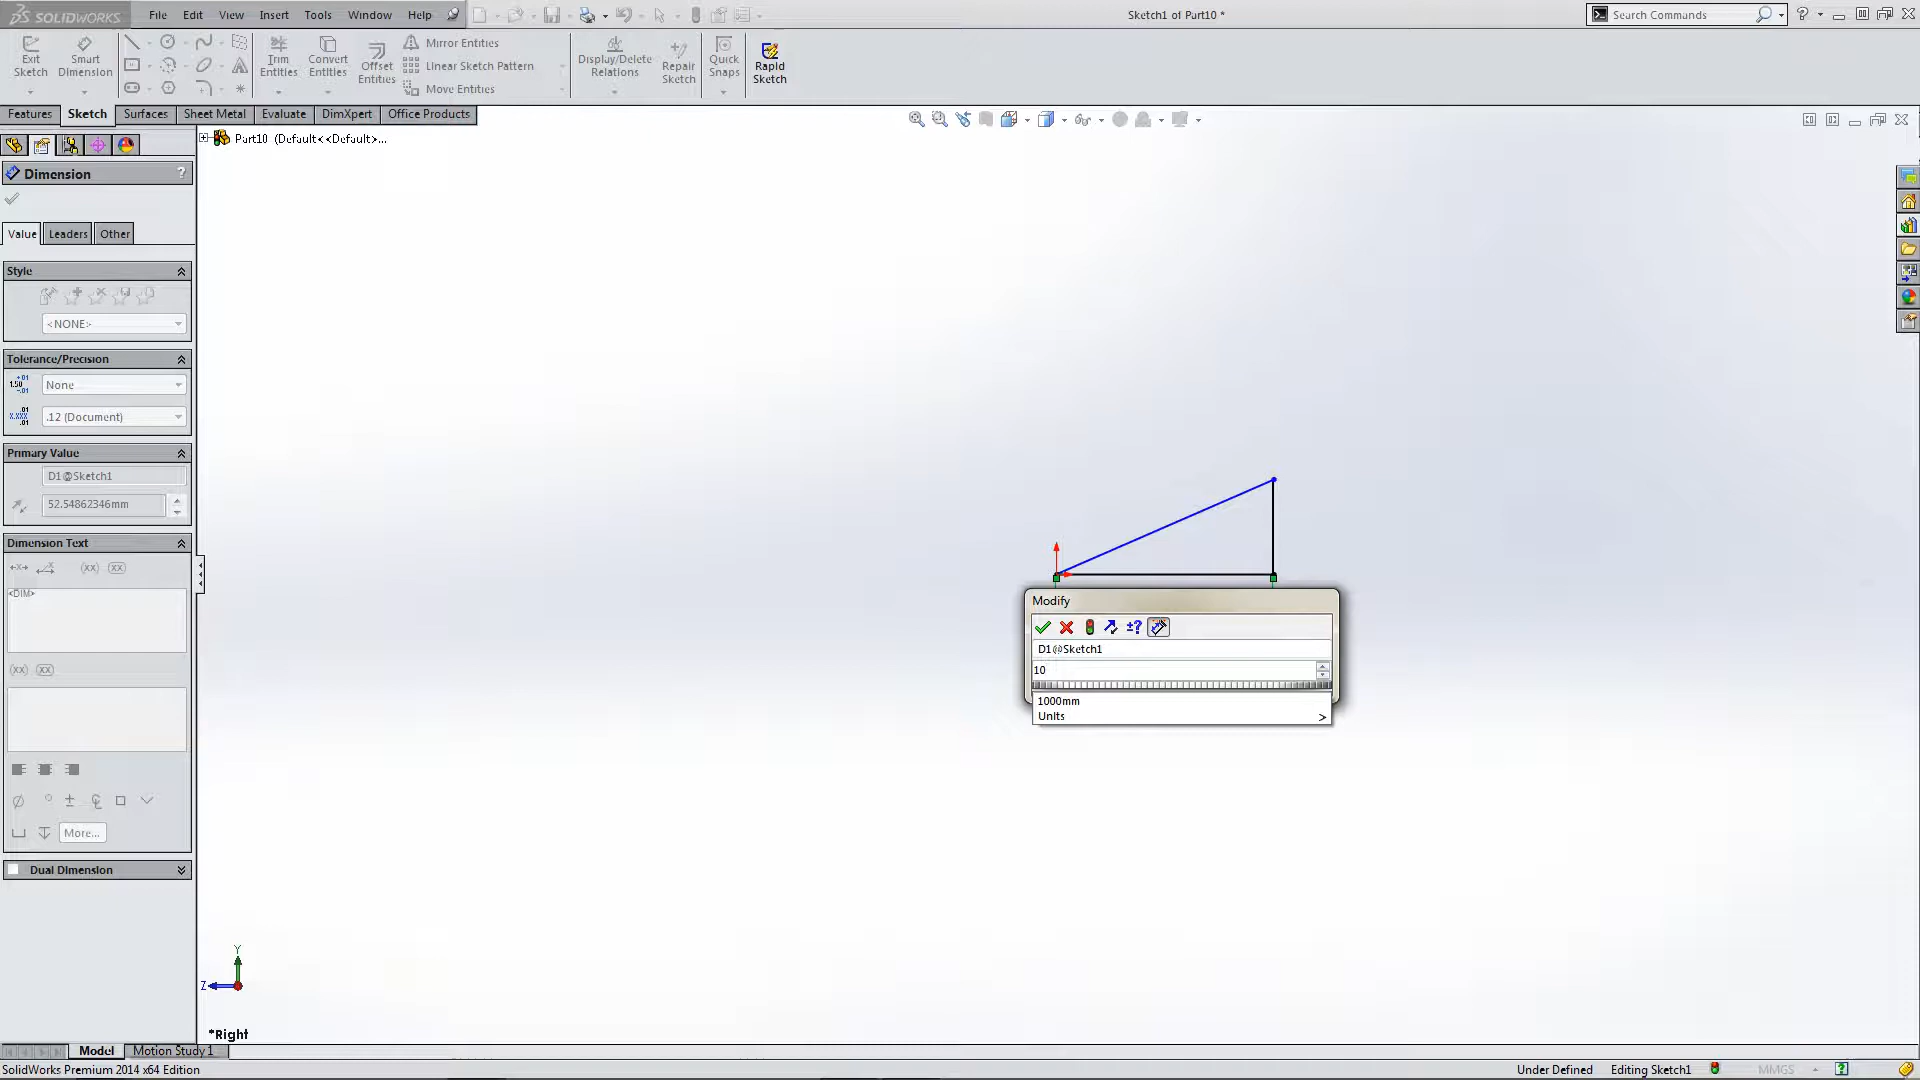 SOLIDWORKS File Edit View Insert Tools Window Help Sketch1 of Part10 * Search Commands
Exit Sketch Smart Dimension Trim Entities Convert Entities Offset Entities Mirror Entities Linear Sketch Pattern Move Entities Display/Delete Relations Repair Sketch Quick Snaps Rapid Sketch
Features Sketch Surfaces Sheet Metal Evaluate DimXpert Office Products
Part10 (Default<<Default>...
Dimension ?
Value Leaders Other
Style
<NONE>
Tolerance/Precision
None
.12 (Document)
Primary Value
D1@Sketch1
52.54862346mm
Dimension Text
(xx) (xx)
<DIM>
(xx) (xx)
More...
Dual Dimension
Modify
±?
D1@Sketch1
10
1000mm
Units >
Y
Z
*Right
Model Motion Study 1
SolidWorks Premium 2014 x64 Edition Under Defined Editing Sketch1 MMGS